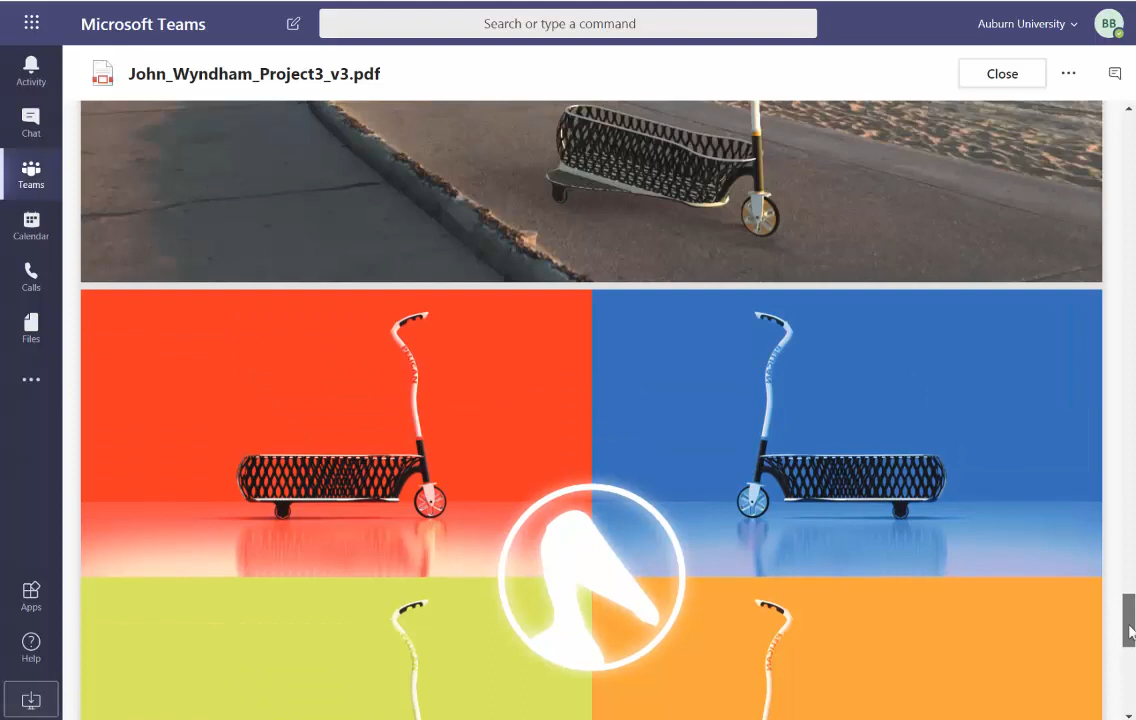 Microsoft Teams
Search or type a command
Auburn University
BB
John_Wyndham_Project3_v3.pdf
Close
Activity
Chat
Teams
Calendar
Calls
Files
Apps
Help